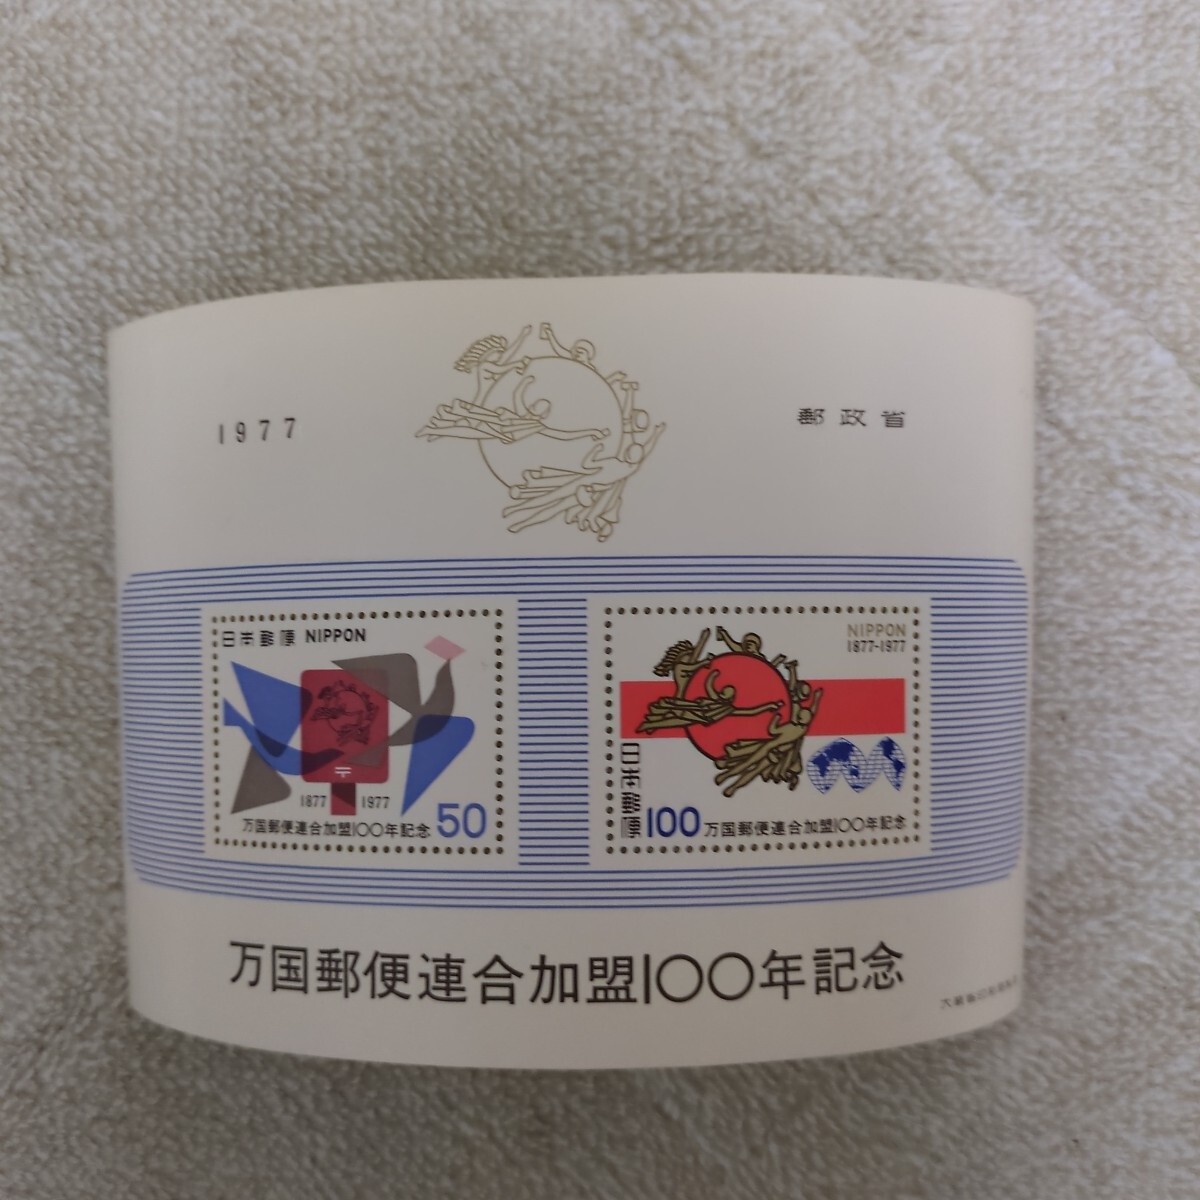 1977
郵政省
日本郵便 NIPPON
〒
1877 1977
万国郵便連合加盟100年記念 50
NIPPON
1877-1977
日本郵便
100 万国郵便連合加盟100年記念
万国郵便連合加盟100年記念